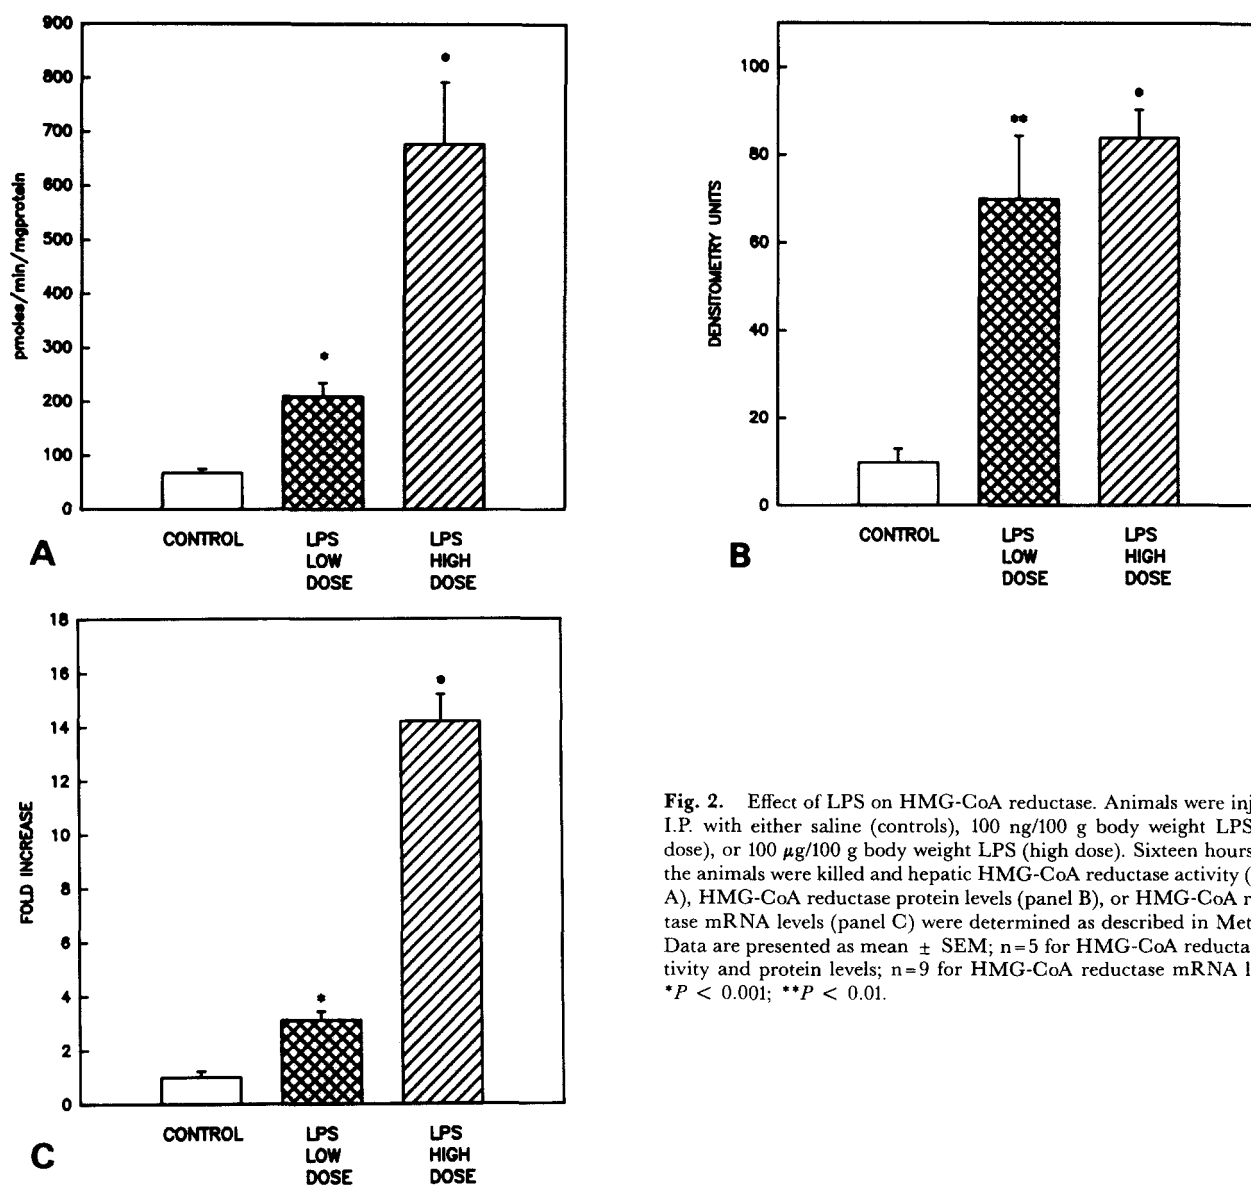 900
800
700
600
500
400
300
200
100
0
pmoles/min/mgprotein
*
*
CONTROL
LPS LOW DOSE
LPS HIGH DOSE
A
100
80
60
40
20
0
DENSITOMETRY UNITS
**
*
CONTROL
LPS LOW DOSE
LPS HIGH DOSE
B
18
16
14
12
10
8
6
4
2
0
FOLD INCREASE
*
*
CONTROL
LPS LOW DOSE
LPS HIGH DOSE
C
Fig. 2. Effect of LPS on HMG-CoA reductase. Animals were inj
I.P. with either saline (controls), 100 ng/100 g body weight LPS
dose), or 100 μg/100 g body weight LPS (high dose). Sixteen hours
the animals were killed and hepatic HMG-CoA reductase activity (
A), HMG-CoA reductase protein levels (panel B), or HMG-CoA r
tase mRNA levels (panel C) were determined as described in Met
Data are presented as mean ± SEM; n=5 for HMG-CoA reducta
tivity and protein levels; n=9 for HMG-CoA reductase mRNA l
*P < 0.001; **P < 0.01.